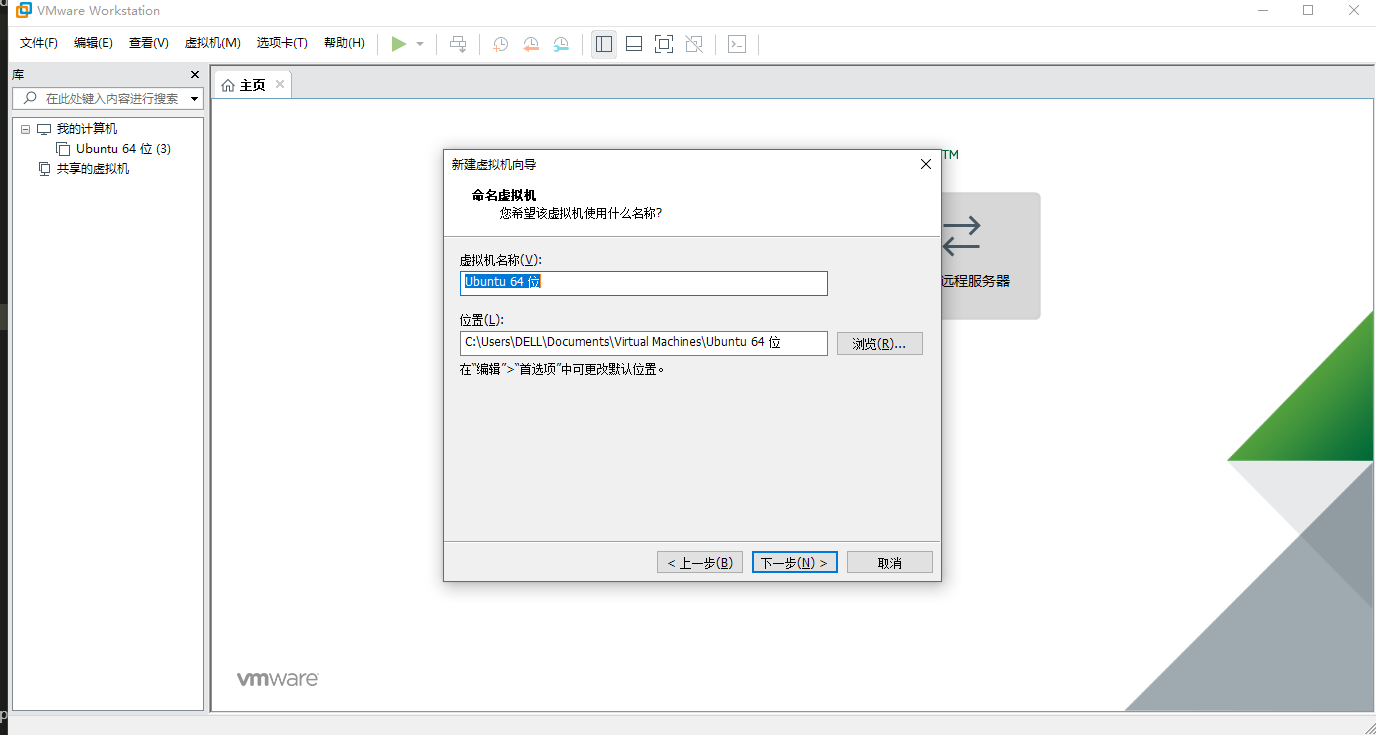 VMware Workstation
文件(F) 编辑(E) 查看(V) 虚拟机(M) 选项卡(T) 帮助(H)
库
主页
在此处键入内容进行搜索
我的计算机
Ubuntu 64 位 (3)
共享的虚拟机
TM
远程服务器
新建虚拟机向导
命名虚拟机
您希望该虚拟机使用什么名称?
虚拟机名称(V):
Ubuntu 64 位
位置(L):
C:\Users\DELL\Documents\Virtual Machines\Ubuntu 64 位
浏览(R)...
在"编辑">"首选项"中可更改默认位置。
< 上一步(B) 下一步(N) > 取消
vmware